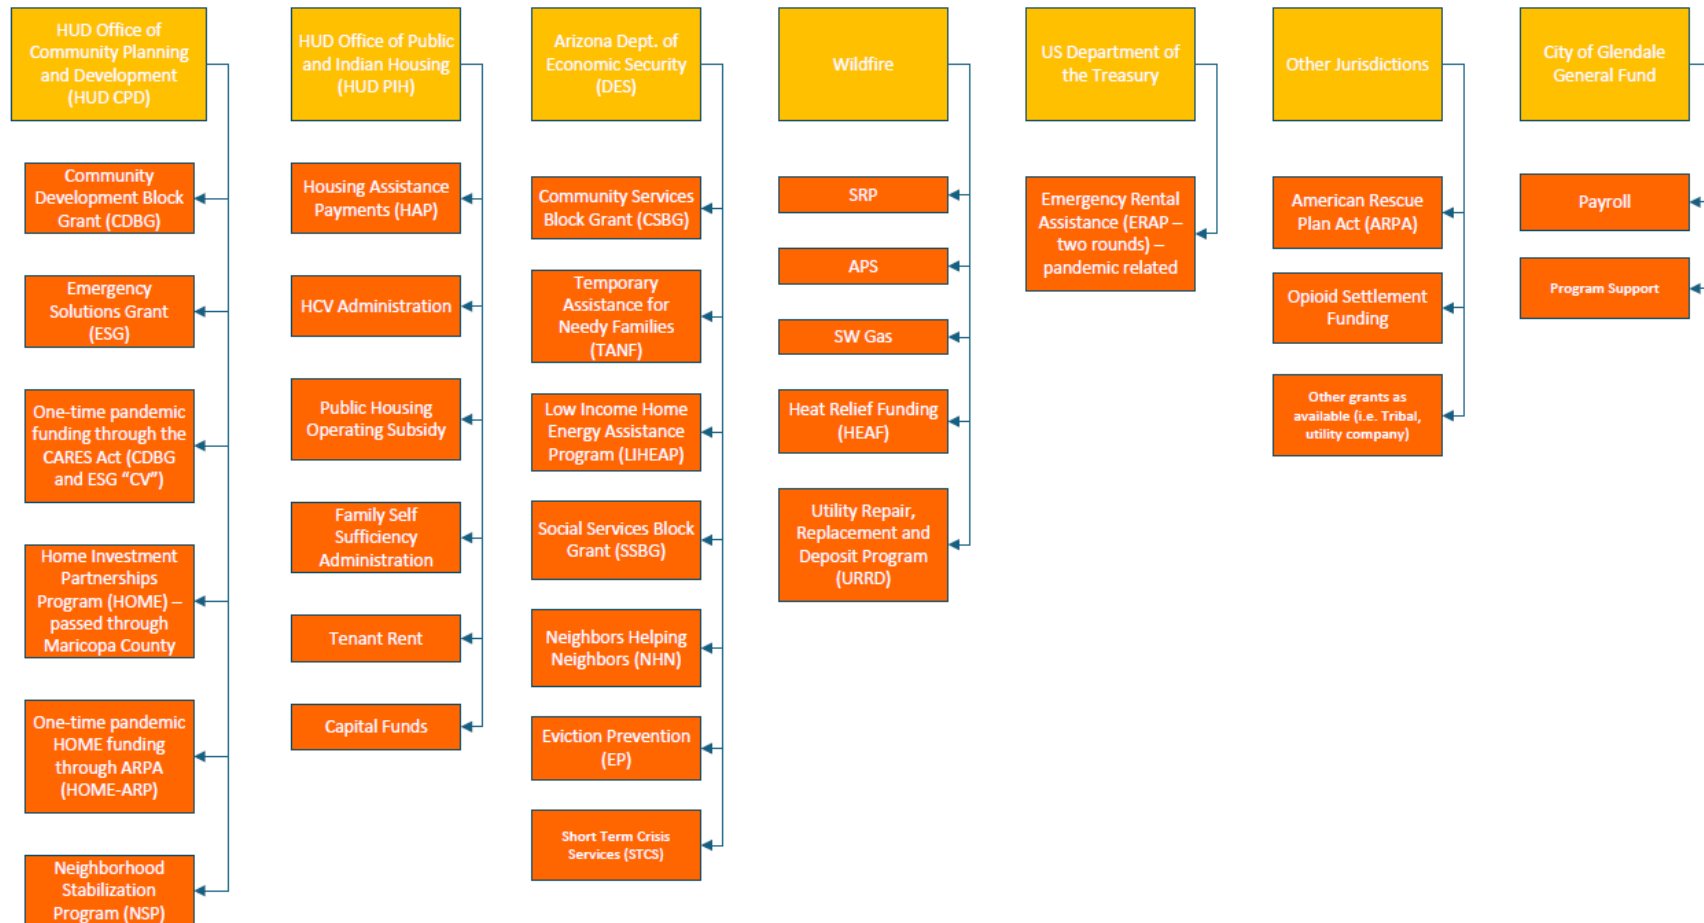 HUD Office of
Community Planning
and Development
(HUD CPD)
Community
Development Block
Grant (CDBG)
Emergency
Solutions Grant
(ESG)
One-time pandemic
funding through the
CARES Act (CDBG
and ESG “CV”)
Home Investment
Partnerships
Program (HOME) –
passed through
Maricopa County
One-time pandemic
HOME funding
through ARPA
(HOME-ARP)
Neighborhood
Stabilization
Program (NSP)
HUD Office of Public
and Indian Housing
(HUD PIH)
Housing Assistance
Payments (HAP)
HCV Administration
Public Housing
Operating Subsidy
Family Self
Sufficiency
Administration
Tenant Rent
Capital Funds
Arizona Dept. of
Economic Security
(DES)
Community Services
Block Grant (CSBG)
Temporary
Assistance for
Needy Families
(TANF)
Low Income Home
Energy Assistance
Program (LIHEAP)
Social Services Block
Grant (SSBG)
Neighbors Helping
Neighbors (NHN)
Eviction Prevention
(EP)
Short Term Crisis
Services (STCS)
Wildfire
SRP
APS
SW Gas
Heat Relief Funding
(HEAF)
Utility Repair,
Replacement and
Deposit Program
(URRD)
US Department of
the Treasury
Emergency Rental
Assistance (ERAP –
two rounds) –
pandemic related
Other Jurisdictions
American Rescue
Plan Act (ARPA)
Opioid Settlement
Funding
Other grants as
available (i.e. Tribal,
utility company)
City of Glendale
General Fund
Payroll
Program Support